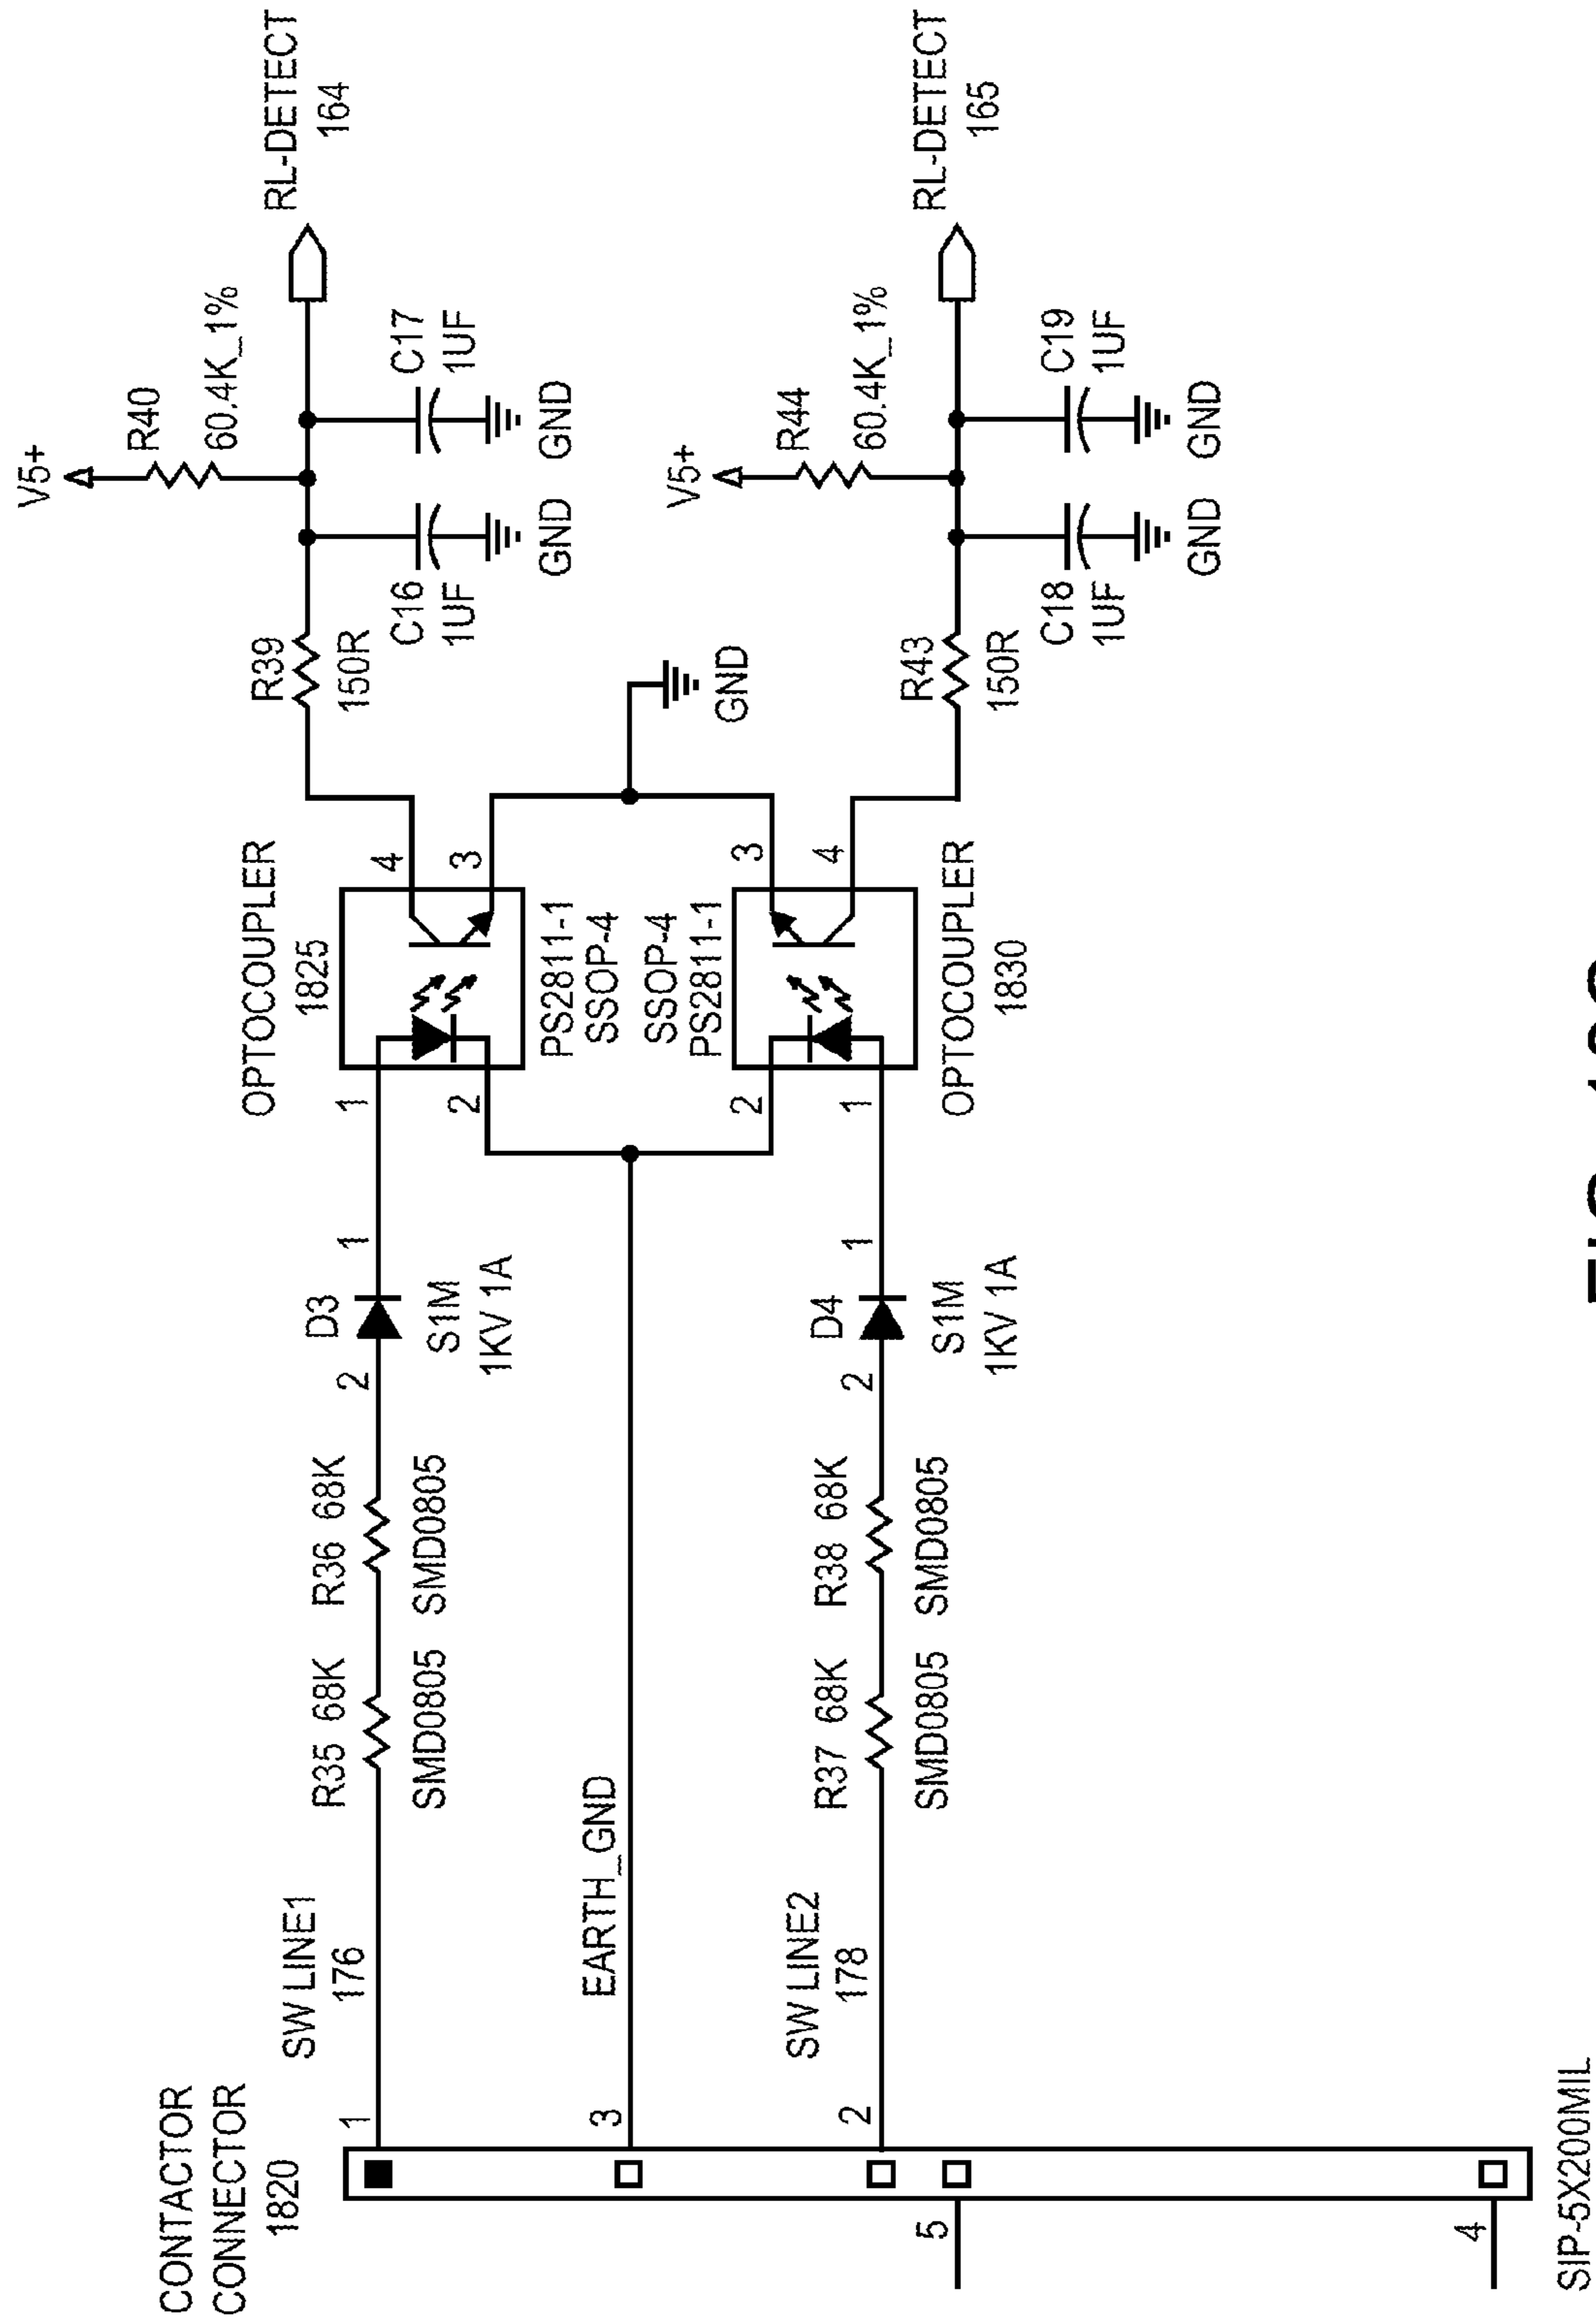 CONTACTOR
CONNECTOR
1820
1
3
2
5
4
SIP-5X200MIL
SW LINE1
176
R35 68K
SMD0805
R36 68K
SMD0805
2
D3
1
S1M
1KV 1A
EARTH_GND
SW LINE2
178
R37 68K
SMD0805
R38 68K
SMD0805
2
D4
1
S1M
1KV 1A
OPTOCOUPLER
1825
1
2
4
3
PS2811-1
SSOP-4
SSOP-4
PS2811-1
2
1
3
4
OPTOCOUPLER
1830
GND
R39
150R
C16
1UF
GND
V5+
R40
60.4K_1%
C17
1UF
GND
RL-DETECT
164
R43
150R
C18
1UF
GND
V5+
R44
60.4K_1%
C19
1UF
GND
RL-DETECT
165